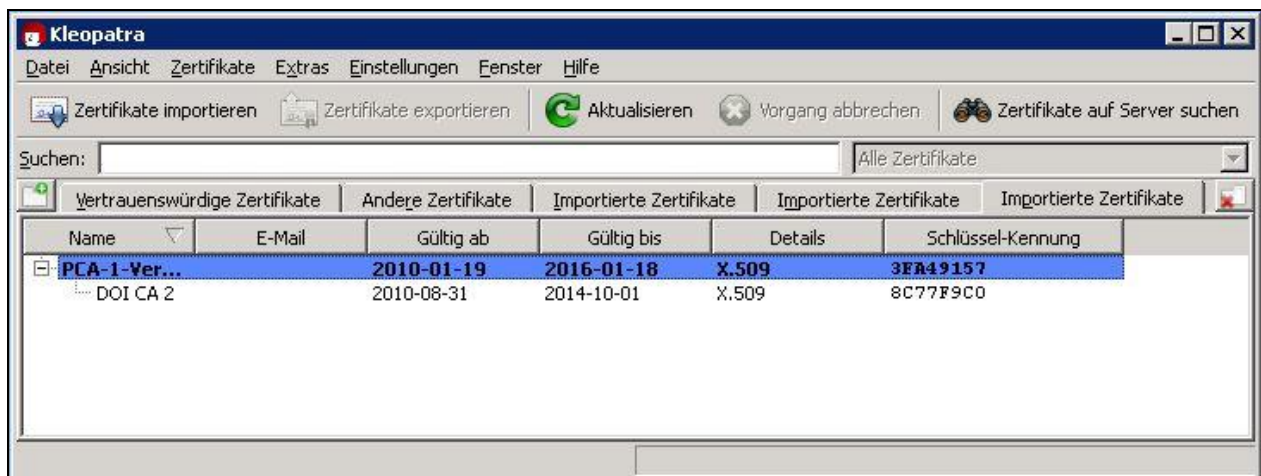 Kleopatra
Datei Ansicht Zertifikate Extras Einstellungen Fenster Hilfe
Zertifikate importieren Zertifikate exportieren Aktualisieren Vorgang abbrechen Zertifikate auf Server suchen
Suchen: Alle Zertifikate
Vertrauenswürdige Zertifikate Andere Zertifikate Importierte Zertifikate Importierte Zertifikate Importierte Zertifikate
Name E-Mail Gültig ab Gültig bis Details Schlüssel-Kennung
PCA-1-Ver... 2010-01-19 2016-01-18 X.509 3FA49157
DOI CA 2 2010-08-31 2014-10-01 X.509 8C77F9C0